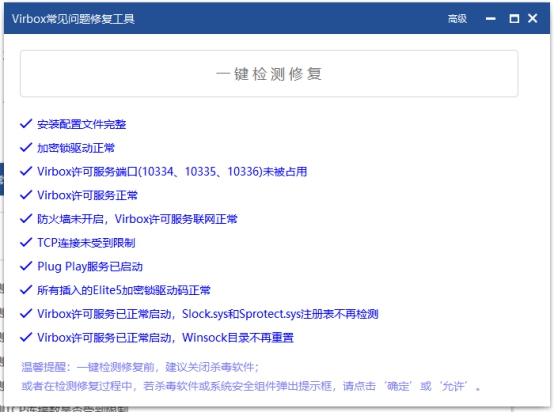 Virbox常见问题修复工具
高级
一键检测修复
安装配置文件完整
加密锁驱动正常
Virbox许可服务端口(10334、10335、10336)未被占用
Virbox许可服务正常
防火墙未开启，Virbox许可服务联网正常
TCP连接未受到限制
Plug Play服务已启动
所有插入的Elite5加密锁驱动码正常
Virbox许可服务已正常启动，Slock.sys和Sprotect.sys注册表不再检测
Virbox许可服务已正常启动，Winsock目录不再重置
温馨提醒：一键检测修复前，建议关闭杀毒软件；
或者在检测修复过程中，若杀毒软件或系统安全组件弹出提示框，请点击‘确定’或‘允许’。